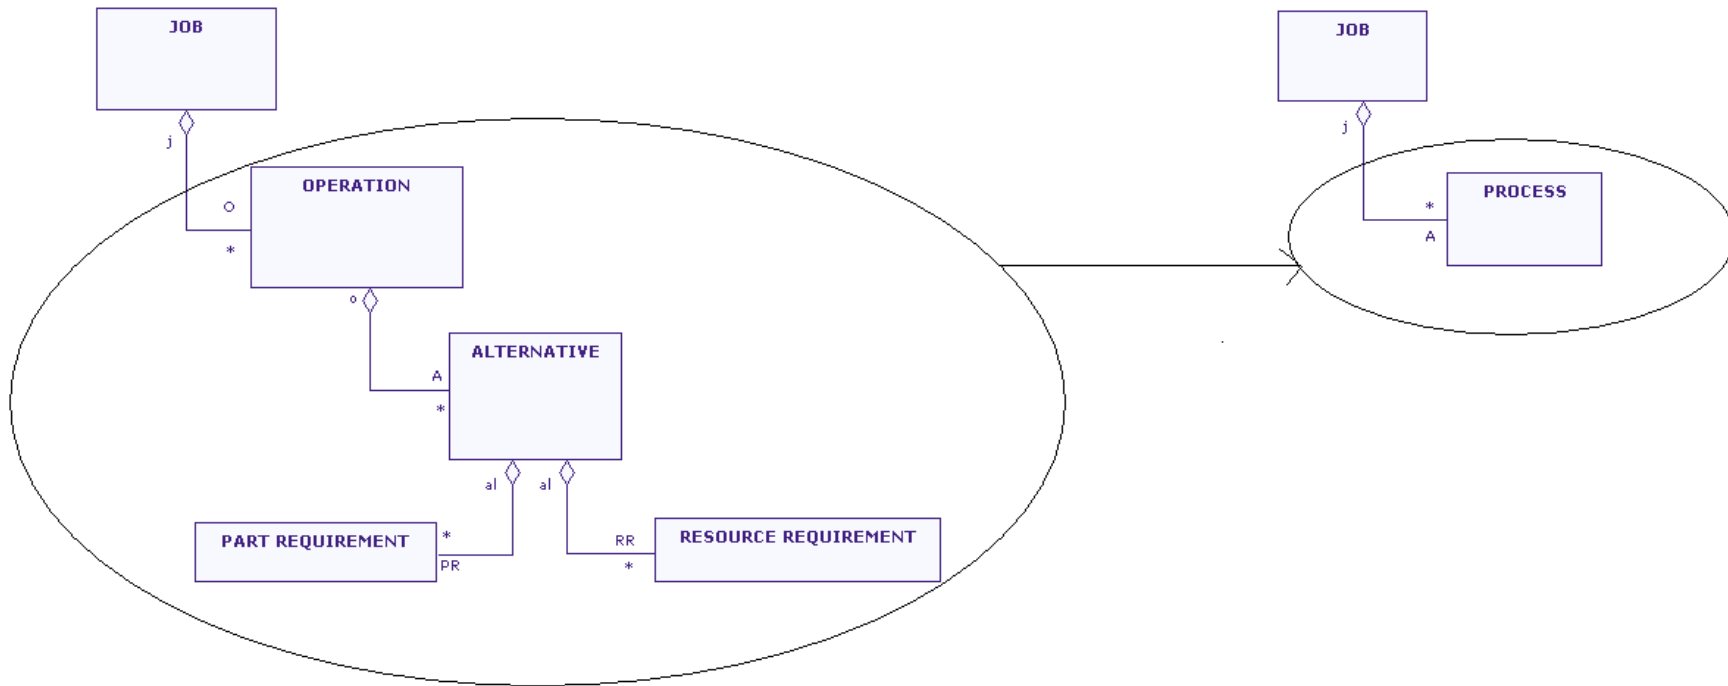 JOB
j
OPERATION
O
*
o
ALTERNATIVE
A
*
al
al
PART REQUIREMENT
*
PR
RR
*
RESOURCE REQUIREMENT
JOB
j
PROCESS
*
A